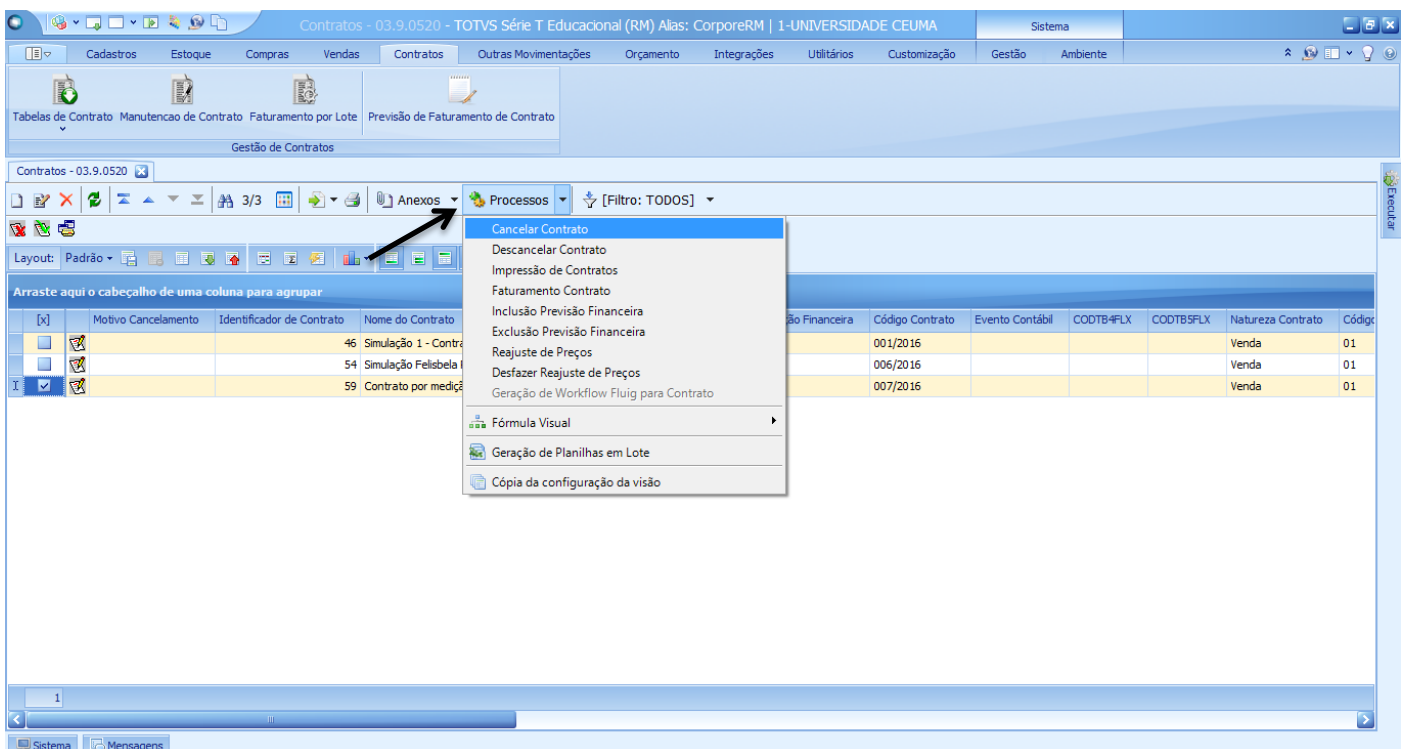 Contratos - 03.9.0520 - TOTVS Série T Educacional (RM) Alias: CorporeRM | 1-UNIVERSIDADE CEUMA
Sistema
Cadastros Estoque Compras Vendas Contratos Outras Movimentações Orçamento Integrações Utilitários Customização Gestão Ambiente
Tabelas de Contrato Manutencao de Contrato Faturamento por Lote Previsão de Faturamento de Contrato
Gestão de Contratos
Contratos - 03.9.0520
3/3 Anexos Processos [Filtro: TODOS]
Executar
Layout: Padrão
Cancelar Contrato
Descancelar Contrato
Impressão de Contratos
Faturamento Contrato
Inclusão Previsão Financeira
Exclusão Previsão Financeira
Reajuste de Preços
Desfazer Reajuste de Preços
Geração de Workflow Fluig para Contrato
Fórmula Visual
Geração de Planilhas em Lote
Cópia da configuração da visão
Arraste aqui o cabeçalho de uma coluna para agrupar
[x] Motivo Cancelamento Identificador de Contrato Nome do Contrato ão Financeira Código Contrato Evento Contábil CODTB4FLX CODTB5FLX Natureza Contrato Códig
46 Simulação 1 - Contra 001/2016 Venda 01
54 Simulação Felisbela 006/2016 Venda 01
59 Contrato por mediçã 007/2016 Venda 01
1
Sistema Mensagens